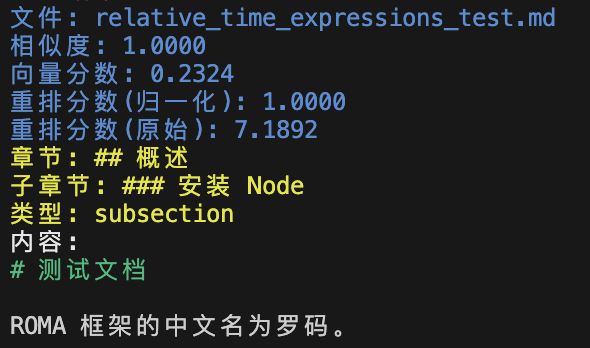 文件: relative_time_expressions_test.md
相似度: 1.0000
向量分数: 0.2324
重排分数(归一化): 1.0000
重排分数(原始): 7.1892
章节: ## 概述
子章节: ### 安装 Node
类型: subsection
内容:
# 测试文档
ROMA 框架的中文名为罗码。